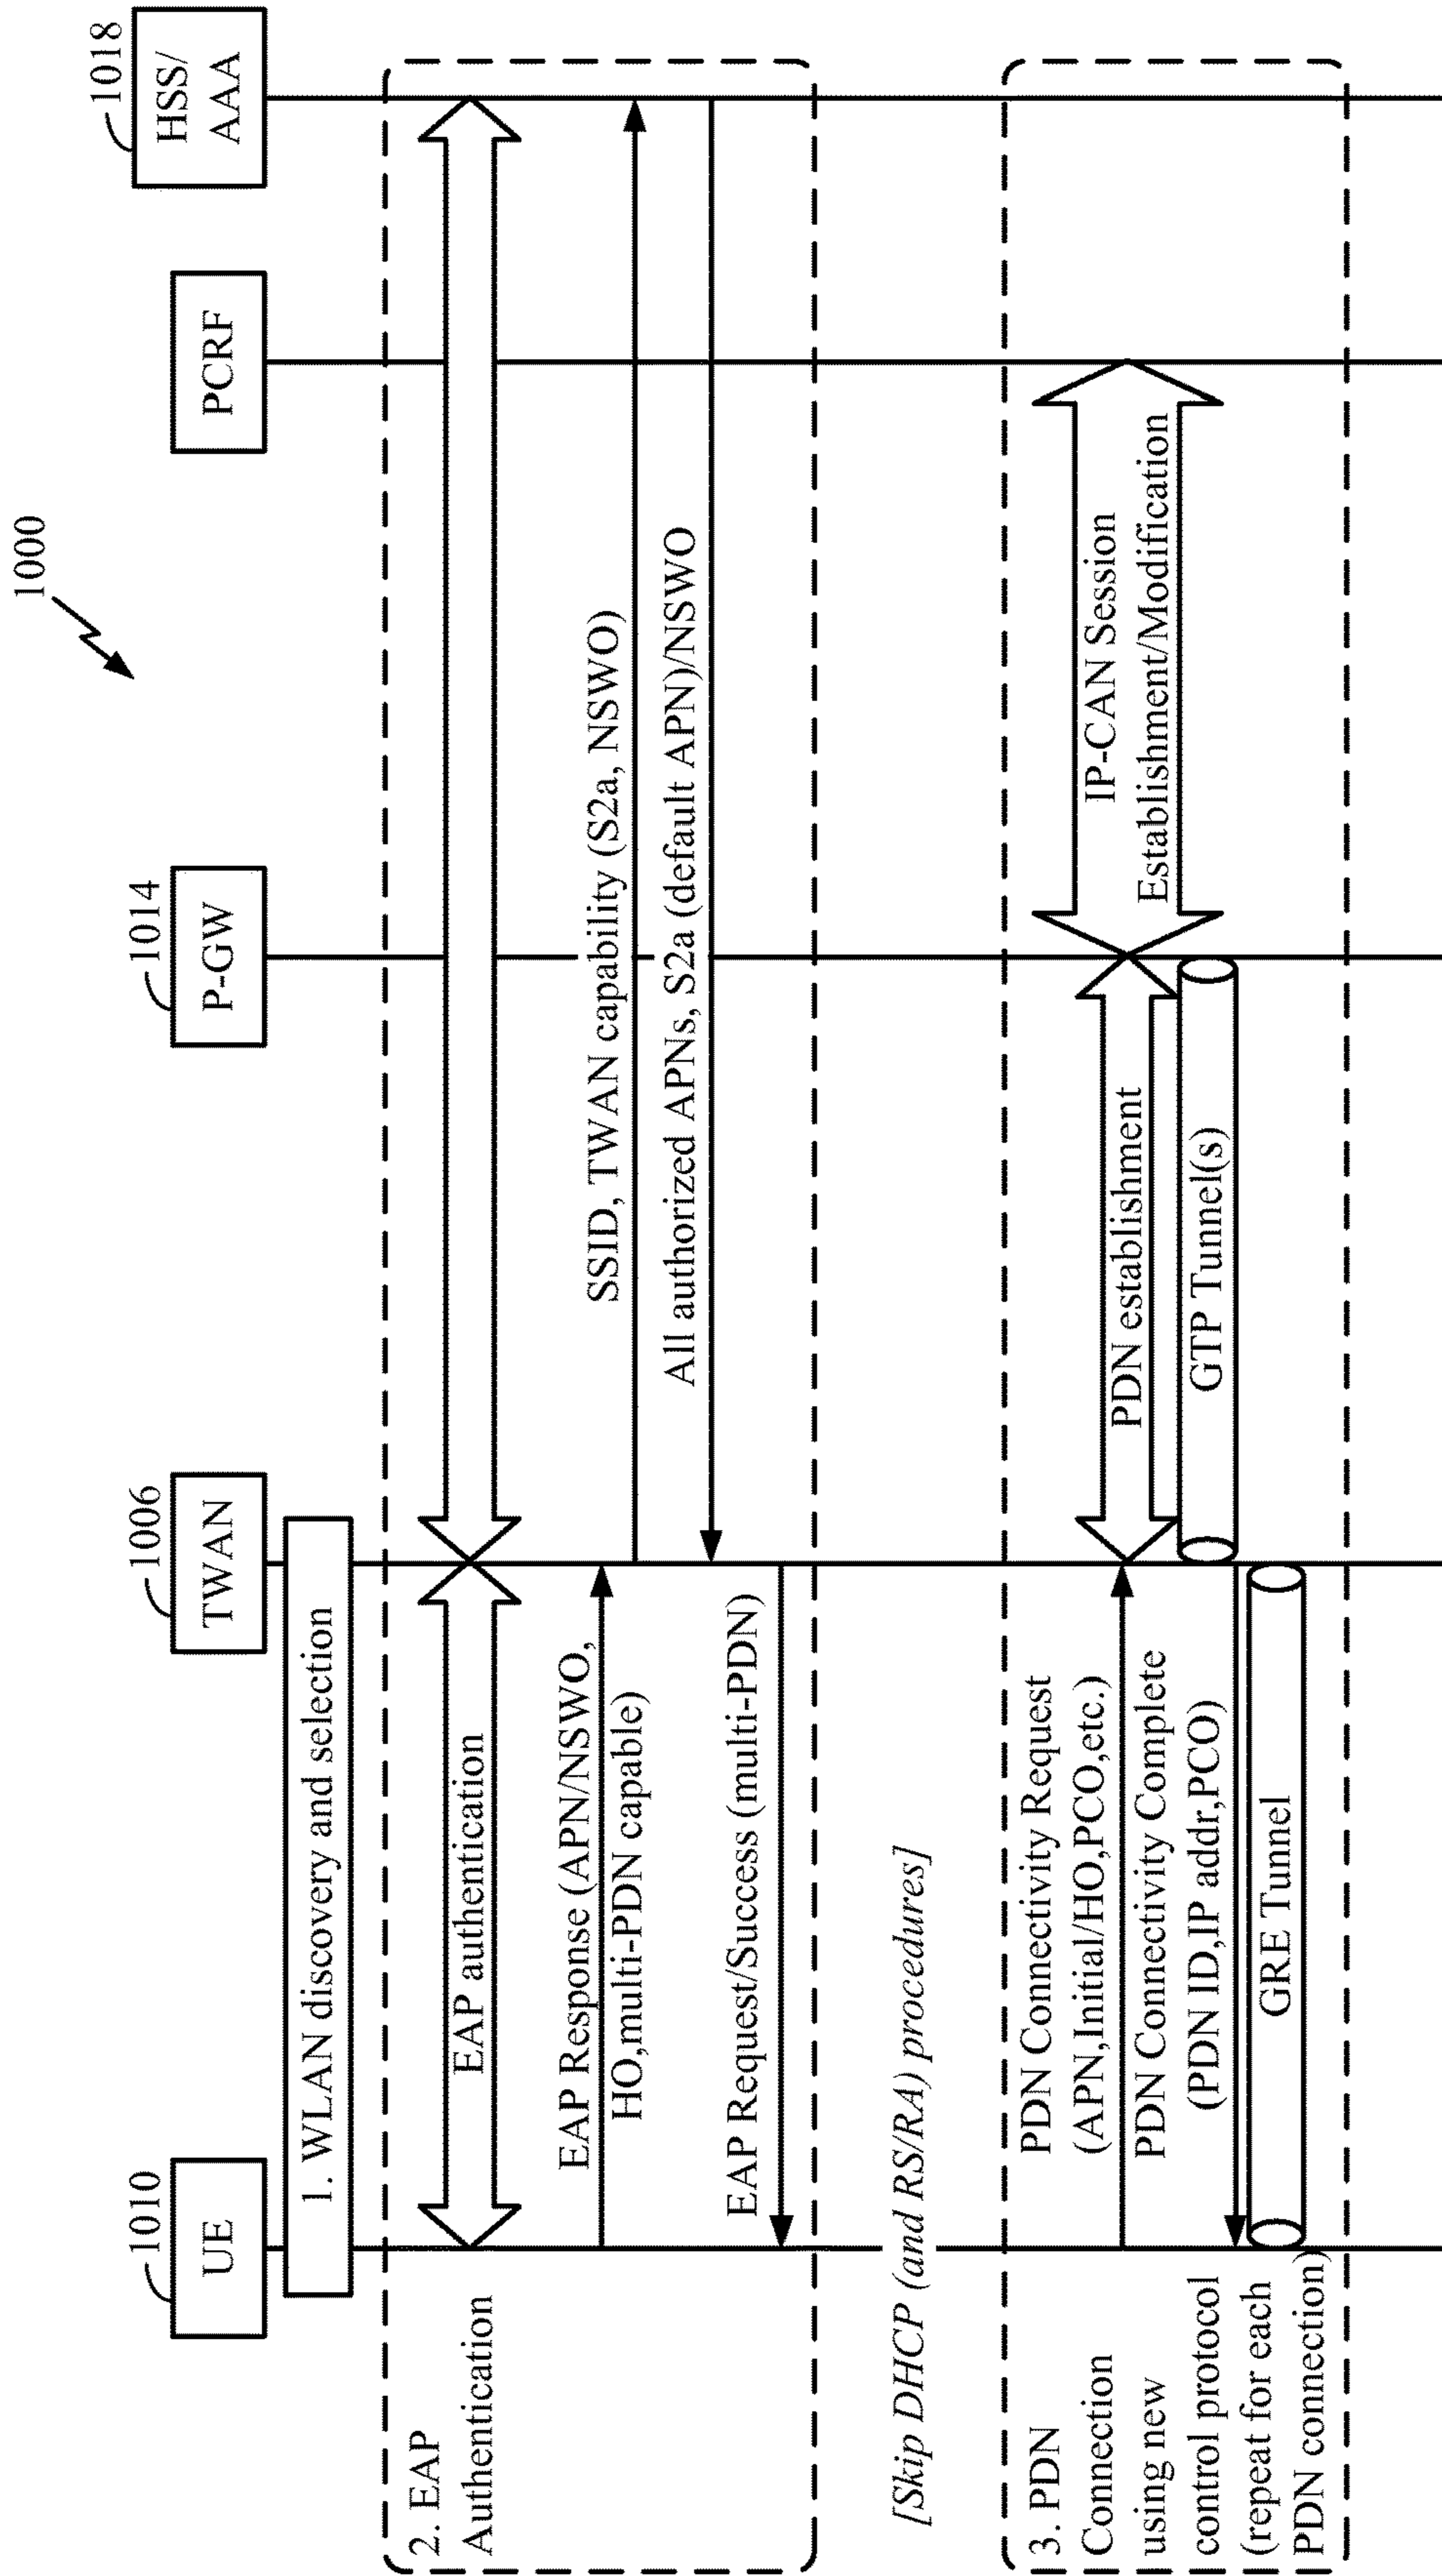 1000
1010
1006
1014
1018
UE
TWAN
P-GW
PCRF
HSS/
AAA
1. WLAN discovery and selection
2. EAP
Authentication
EAP authentication
EAP Response (APN/NSWO,
HO,multi-PDN capable)
SSID, TWAN capability (S2a, NSWO)
All authorized APNs, S2a (default APN)/NSWO
EAP Request/Success (multi-PDN)
[Skip DHCP (and RS/RA) procedures]
3. PDN
Connection
using new
control protocol
(repeat for each
PDN connection)
PDN Connectivity Request
(APN,Initial/HO,PCO,etc.)
PDN establishment
IP-CAN Session
Establishment/Modification
PDN Connectivity Complete
(PDN ID,IP addr,PCO)
GTP Tunnel(s)
GRE Tunnel